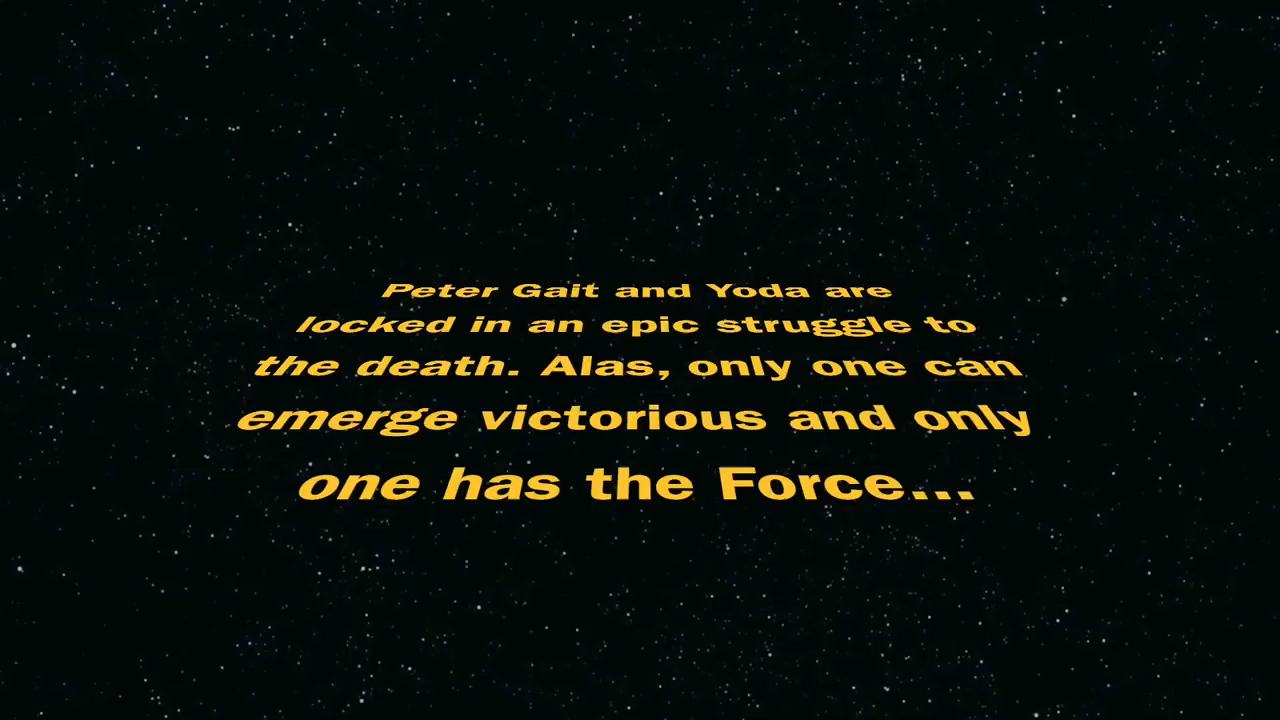 Peter Gait and Yoda are
locked in an epic struggle to
the death. Alas, only one can
emerge victorious and only
one has the Force...